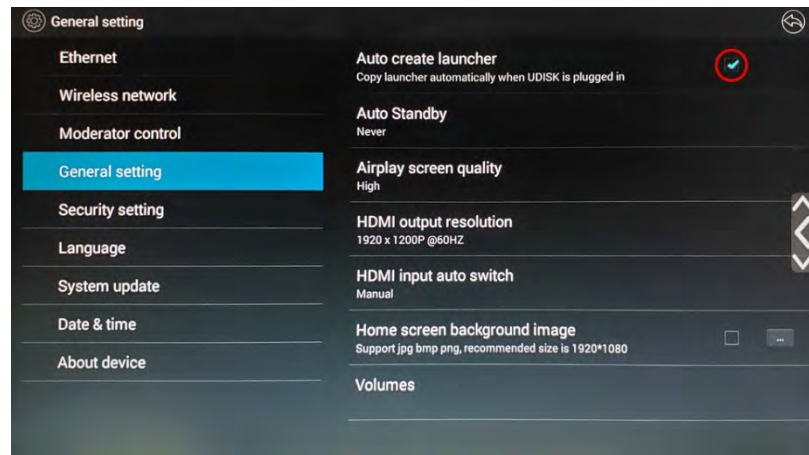 General setting
Ethernet
Wireless network
Moderator control
General setting
Security setting
Language
System update
Date & time
About device
Auto create launcher
Copy launcher automatically when UDISK is plugged in
Auto Standby
Never
Airplay screen quality
High
HDMI output resolution
1920 x 1200P @60HZ
HDMI input auto switch
Manual
Home screen background image
Support jpg bmp png, recommended size is 1920*1080
...
Volumes